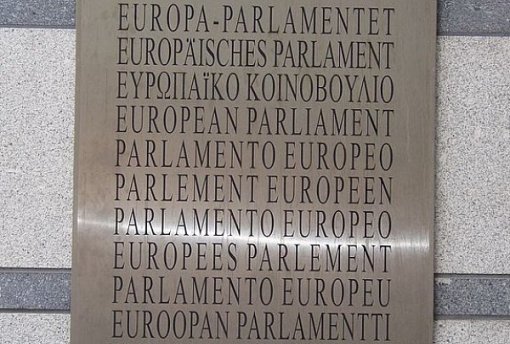 EUROPA-PARLAMENTET
EUROPÄISCHES PARLAMENT
ΕΥΡΩΠΑΪΚΟ ΚΟΙΝΟΒΟΥΛΙΟ
EUROPEAN PARLIAMENT
PARLAMENTO EUROPEO
PARLEMENT EUROPEEN
PARLAMENTO EUROPEO
EUROPEES PARLEMENT
PARLAMENTO EUROPEU
EUROOPAN PARLAMENTTI